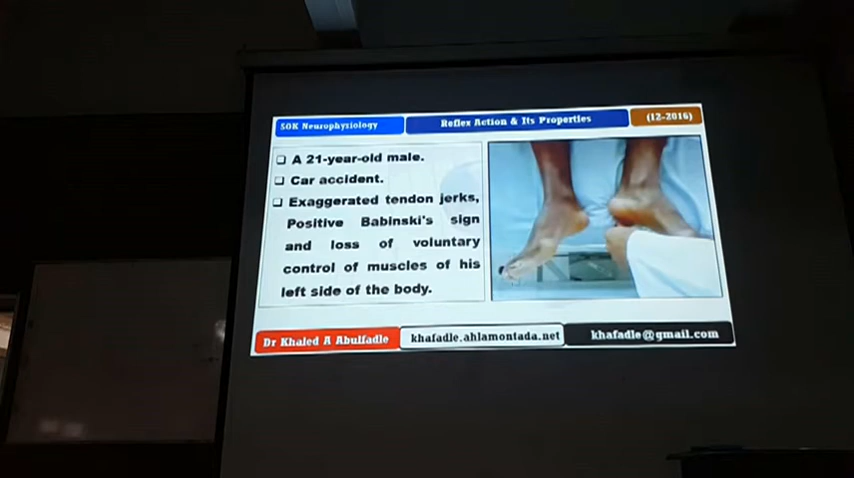 SOK Neurophysiology
Reflex Action & Its Properties
(12-2016)
❑ A 21-year-old male.
❑ Car accident.
❑ Exaggerated tendon jerks,
Positive Babinski's sign
and loss of voluntary
control of muscles of his
left side of the body.
Dr Khaled A Abulfadle
khafadle.ahlamontada.net
khafadle@gmail.com